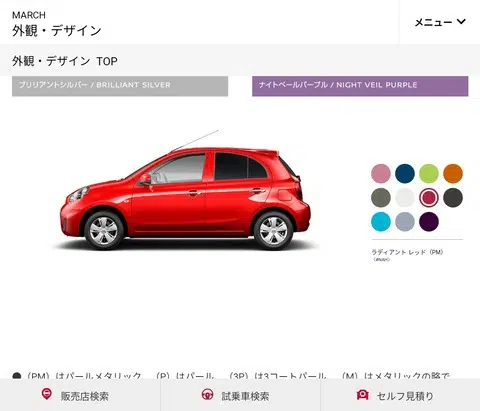 MARCH
外観・デザイン
メニュー
外観・デザイン TOP
ブリリアントシルバー / BRILLIANT SILVER
ナイトベールパープル / NIGHT VEIL PURPLE
ラディアント レッド（PM）
（#NAH）
●（PM）はパールメタリック、（P）はパール、（3P）は3コートパール、（M）はメタリックの略で
販売店検索
試乗車検索
セルフ見積り